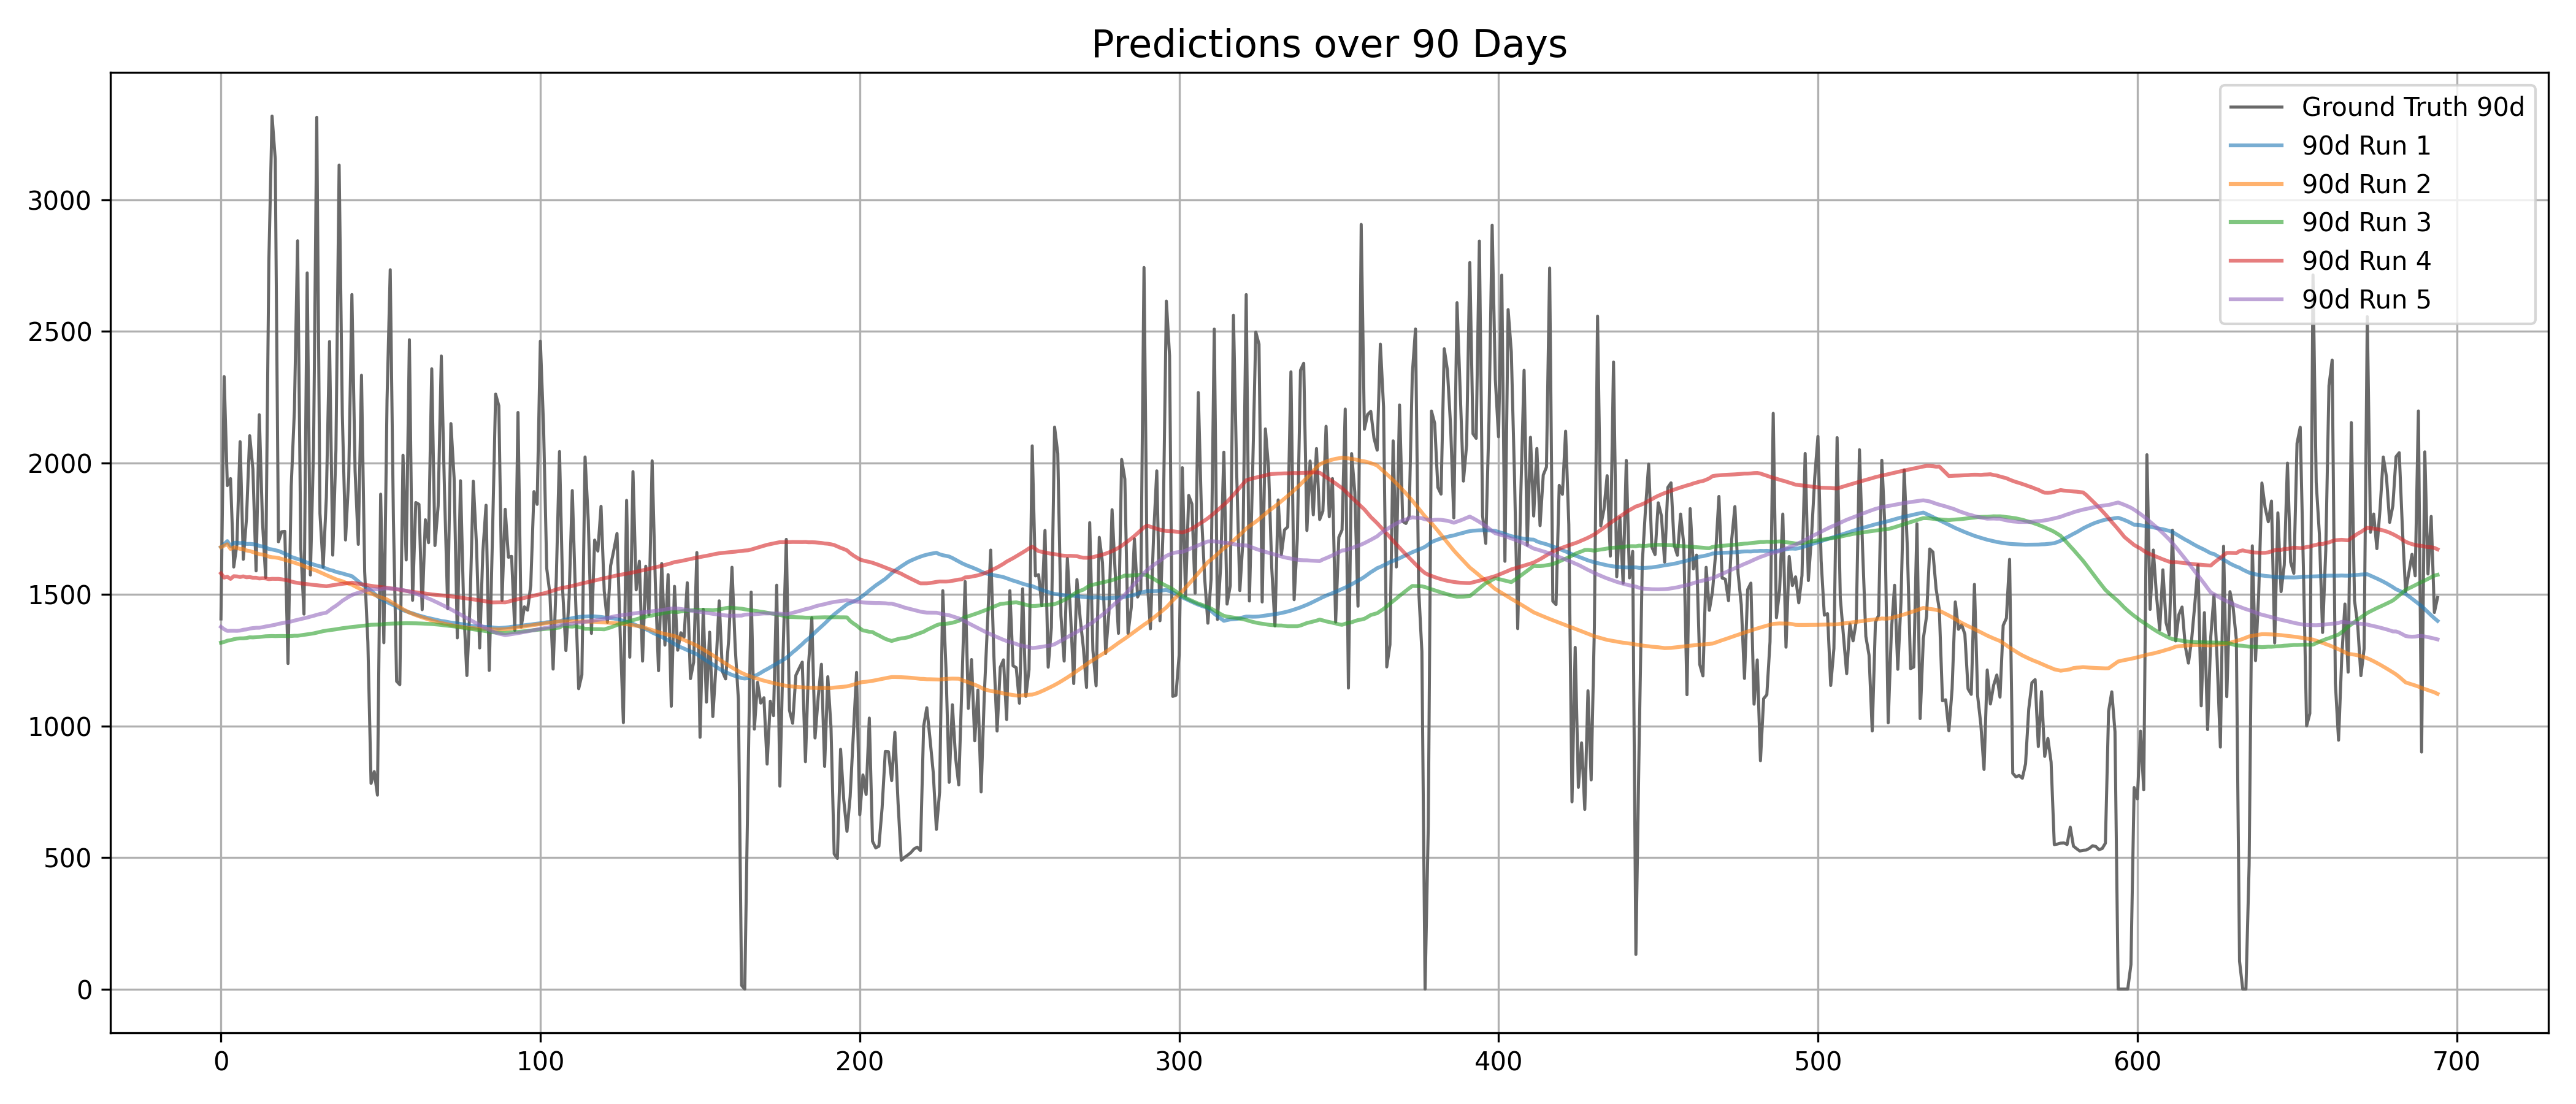 Predictions over 90 Days
Ground Truth 90d
90d Run 1
90d Run 2
90d Run 3
90d Run 4
90d Run 5
3000
2500
2000
1500
1000
500
0
0 100 200 300 400 500 600 700